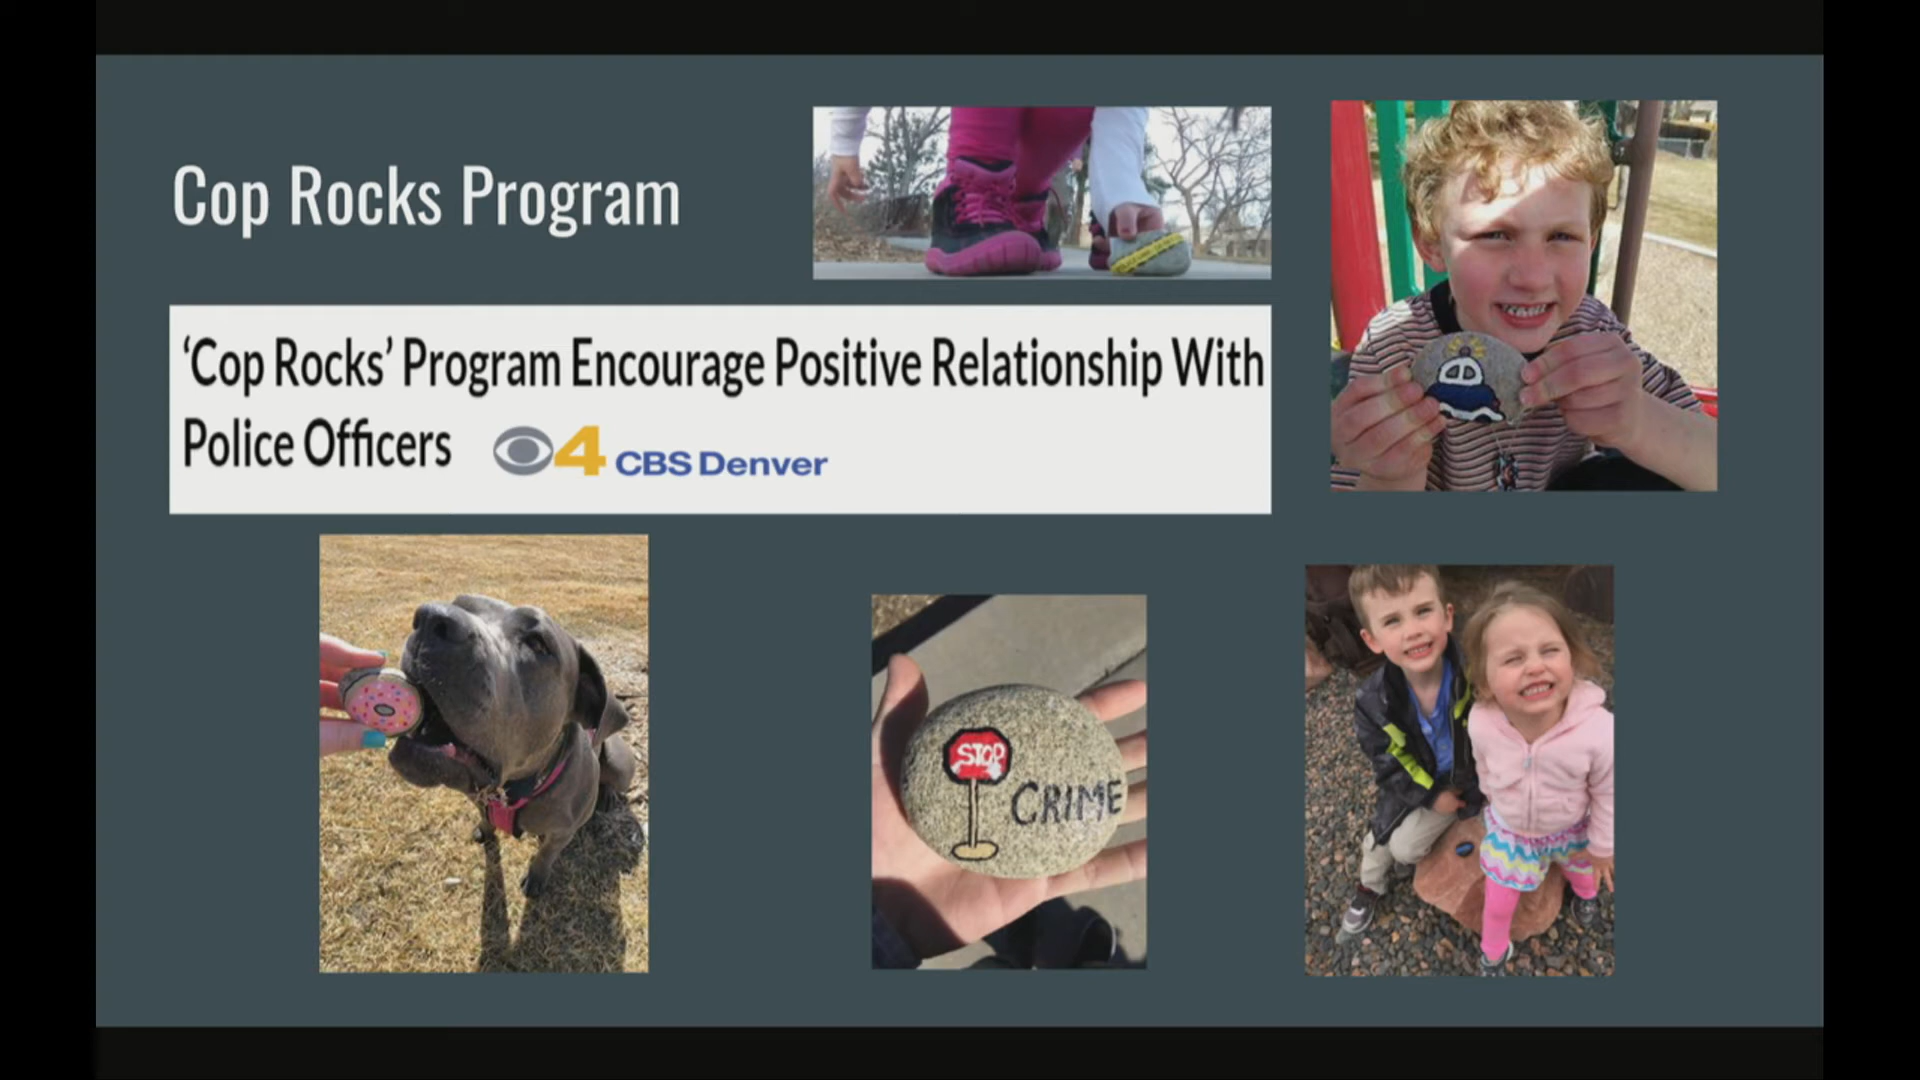 Cop Rocks Program
‘Cop Rocks’ Program Encourage Positive Relationship With
Police Officers
4 CBS Denver
STOP
CRIME